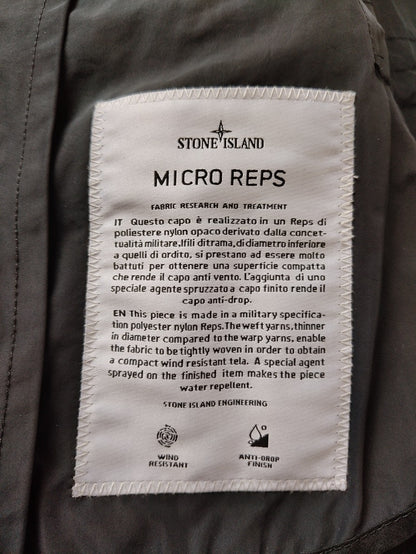 STONE ISLAND
MICRO REPS
FABRIC RESEARCH AND TREATMENT
IT Questo capo è realizzato in un Reps di
poliestere nylon opaco derivato dalla concet-
tualità militare. I fili di trama, di diametro inferiore
a quelli di ordito, si prestano ad essere molto
battuti per ottenere una superficie compatta
che rende il capo anti vento. L'aggiunta di uno
speciale agente spruzzato a capo finito rende il
capo anti-drop.
EN This piece is made in a military specifica-
tion polyester nylon Reps. The weft yarns, thinner
in diameter compared to the warp yarns, enable
the fabric to be tightly woven in order to obtain
a compact wind resistant tela. A special agent
sprayed on the finished item makes the piece
water repellent.
STONE ISLAND ENGINEERING
WIND
RESISTANT
ANTI-DROP
FINISH